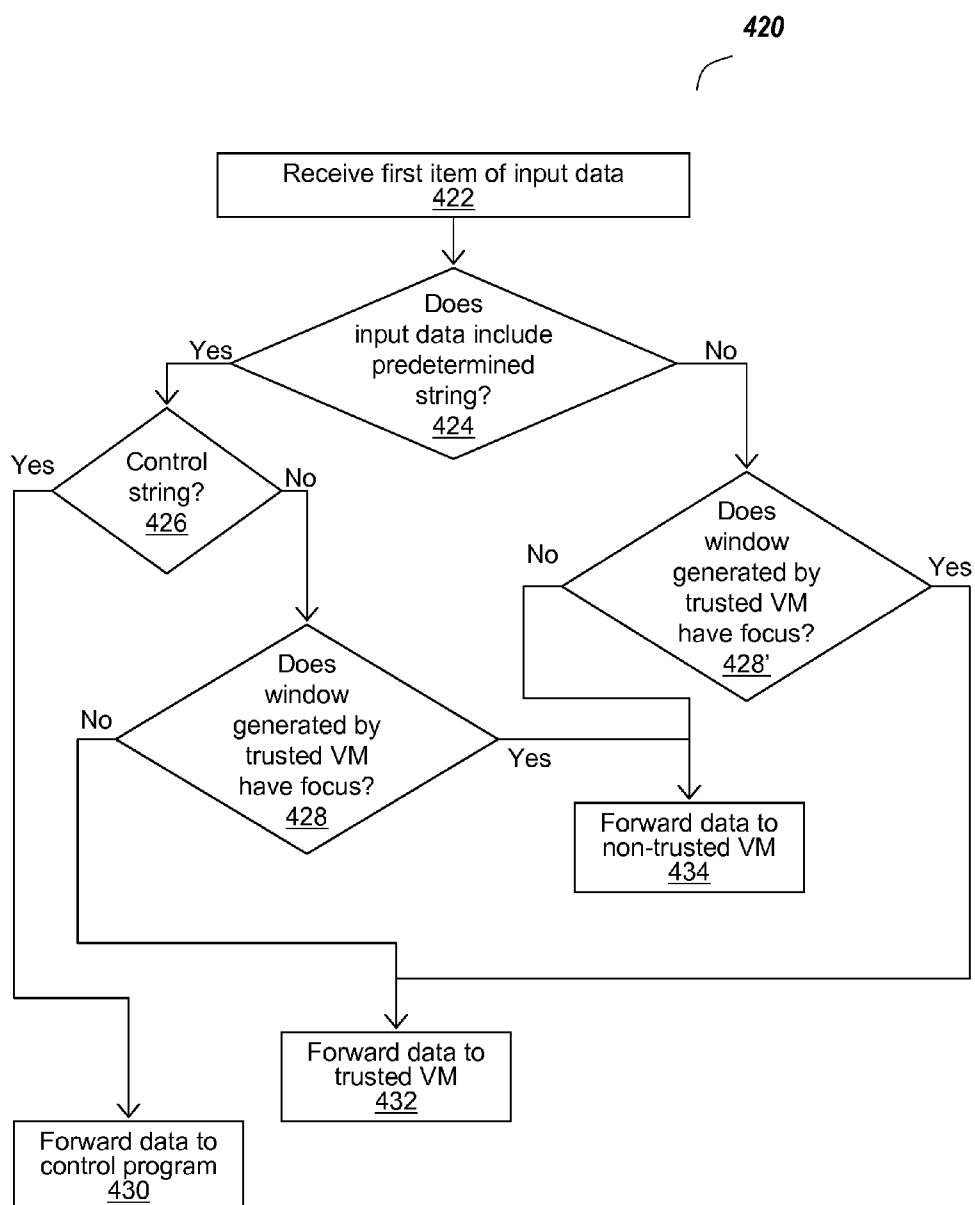 420
Receive first item of input data
422
Does
input data include
predetermined
string?
424
Yes
No
Control
string?
426
Yes
No
Does
window
generated by
trusted VM
have focus?
428'
No
Yes
Does
window
generated by
trusted VM
have focus?
428
No
Yes
Forward data to
non-trusted VM
434
Forward data to
trusted VM
432
Forward data to
control program
430